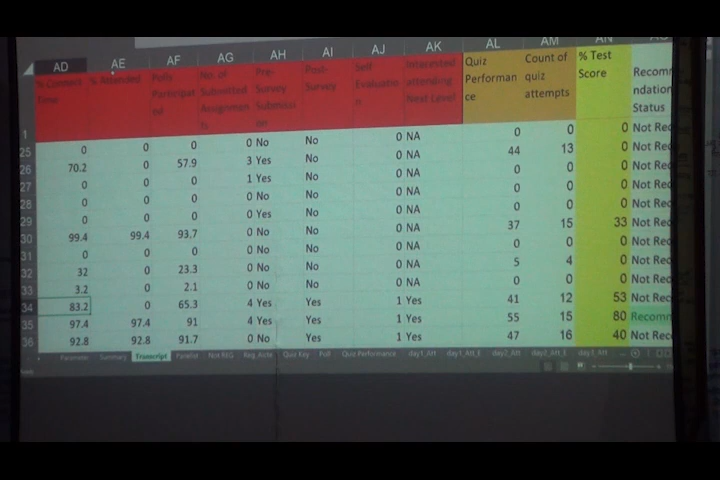 AD AE AF AG AH AI AJ AK AL AM AN
% Connect Time % Attended Polls Participated No. of Submitted Assignments Pre-Survey Submission Post-Survey Self Evaluation Interested attending Next Level Quiz Performance Count of quiz attempts % Test Score Recommendation Status
1
25 0 0 0 0 No No 0 NA 0 0 0 Not Rec
26 70.2 0 57.9 3 Yes No 0 NA 44 13 0 Not Rec
27 0 0 0 1 Yes No 0 NA 0 0 0 Not Rec
28 0 0 0 0 No No 0 NA 0 0 0 Not Rec
29 0 0 0 0 Yes No 0 NA 0 0 0 Not Rec
30 99.4 99.4 93.7 0 No No 0 NA 37 15 33 Not Rec
31 0 0 0 0 No No 0 NA 0 0 0 Not Rec
32 32 0 23.3 0 No No 0 NA 5 4 0 Not Rec
33 3.2 0 2.1 0 No No 0 NA 0 0 0 Not Rec
34 83.2 0 65.3 4 Yes Yes 1 Yes 41 12 53 Not Rec
35 97.4 97.4 91 4 Yes Yes 1 Yes 55 15 80 Recomm
36 92.8 92.8 91.7 0 No Yes 1 Yes 47 16 40 Not Rec
Parameter Summary Transcript Panelist Not REG Reg_Acte Quiz Key Poll Quiz Performance day1_Att day1_Att_E day2_Att day2_Att_E day3_Att